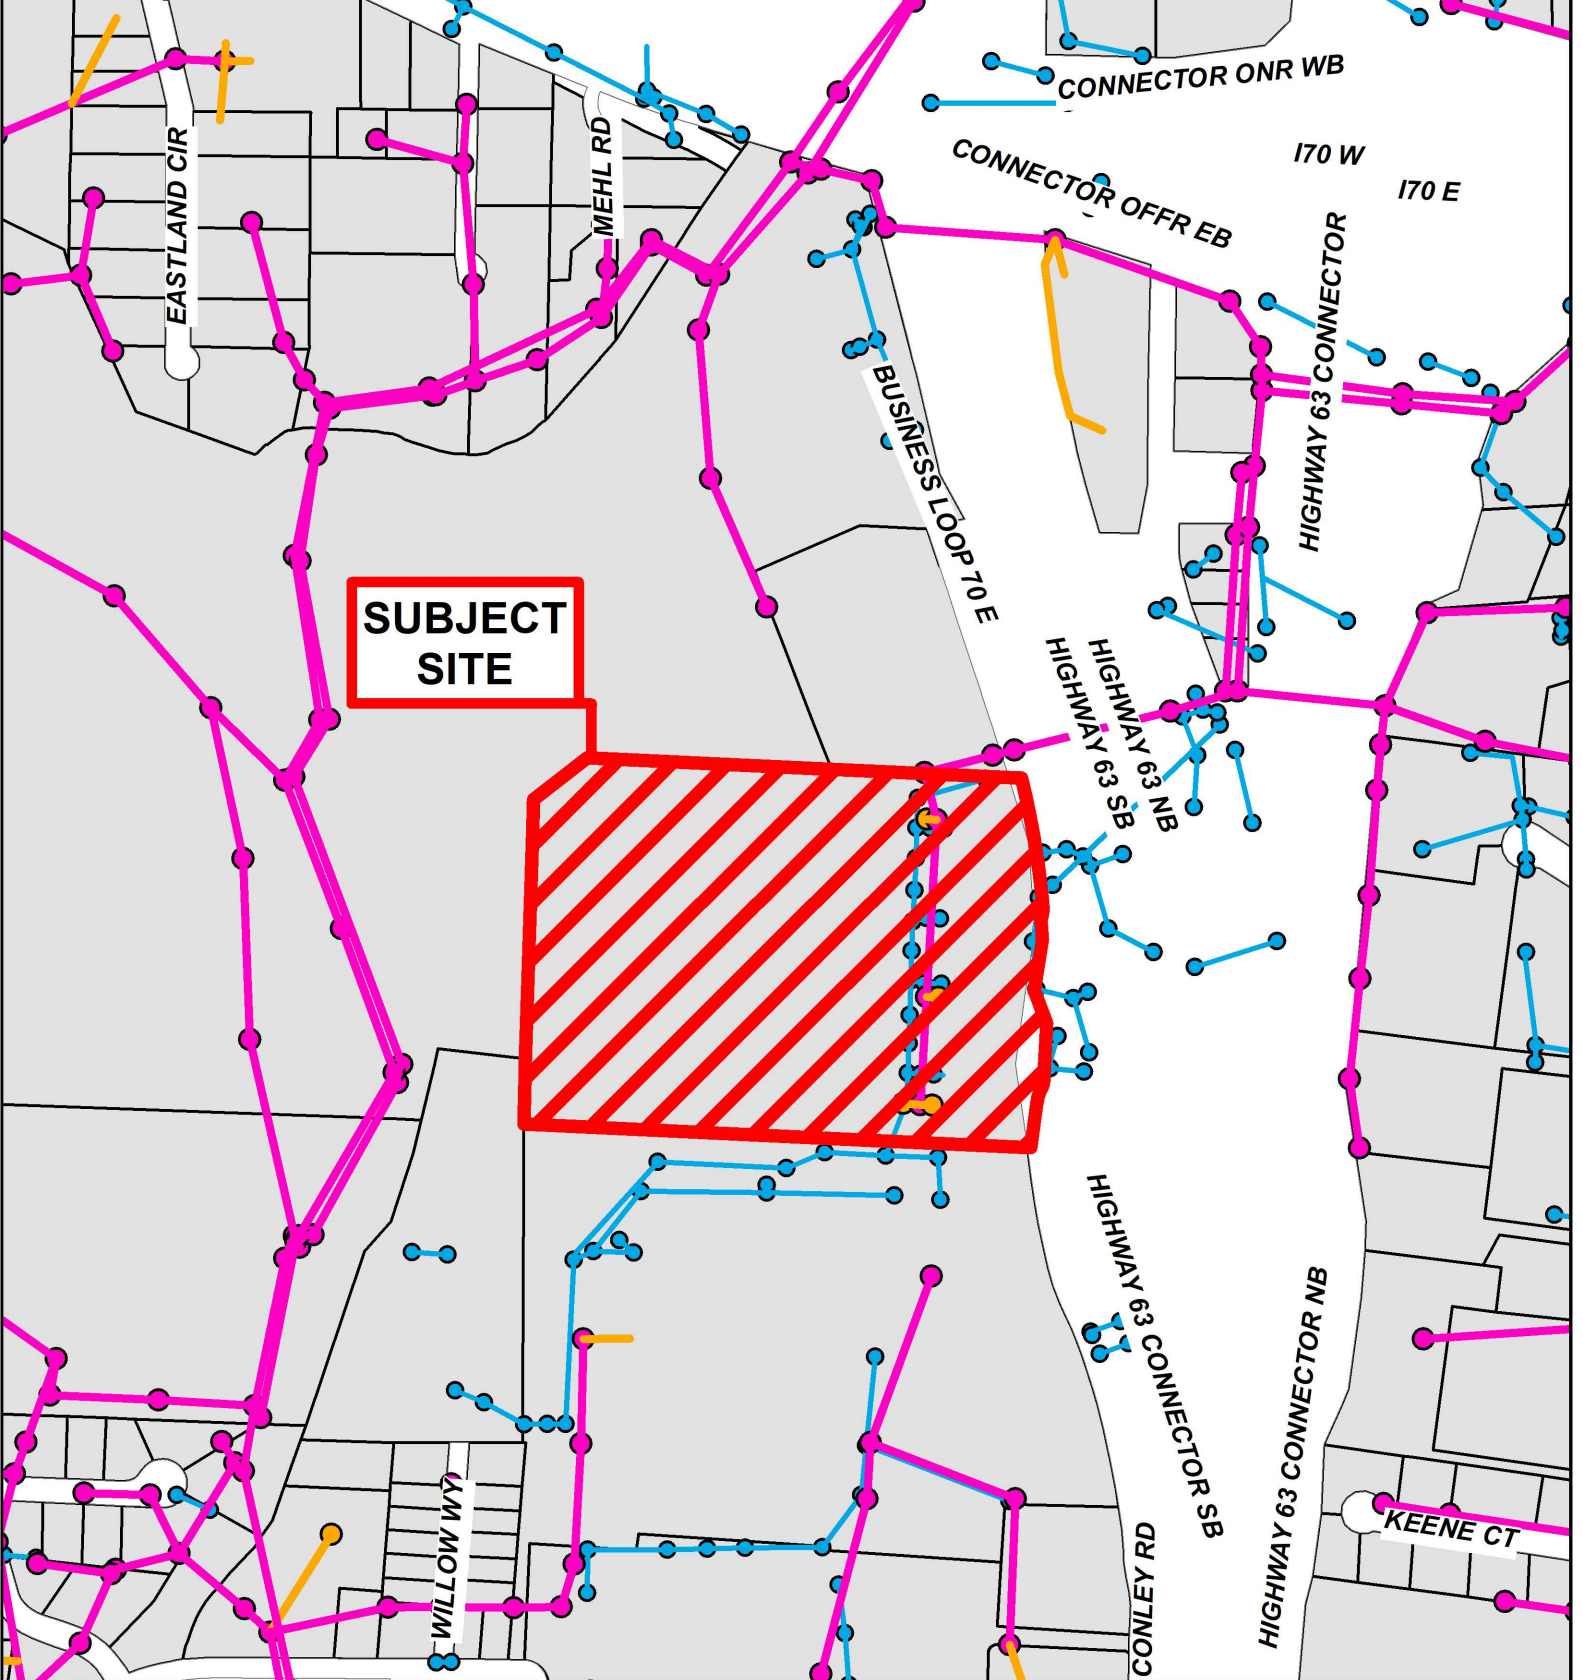 CONNECTOR ONR WB
CONNECTOR OFFR EB
I70 W
I70 E
EASTLAND CIR
MEHL RD
HIGHWAY 63 CONNECTOR
BUSINESS LOOP 70 E
SUBJECT
SITE
HIGHWAY 63 SB
HIGHWAY 63 NB
HIGHWAY 63 CONNECTOR SB
HIGHWAY 63 CONNECTOR NB
WILLOW WY
CONLEY RD
KEENE CT